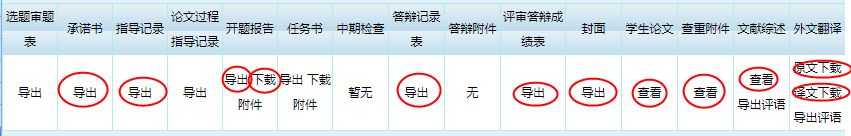 选题审题表 承诺书 指导记录 论文过程指导记录 开题报告 任务书 中期检查 答辩记录表 答辩附件 评审答辩成绩表 封面 学生论文 查重附件 文献综述 外文翻译
导出 导出 导出 导出 导出 下载 附件 导出 下载 附件 暂无 导出 无 导出 导出 查看 查看 查看 导出评语 原文下载 译文下载 导出评语